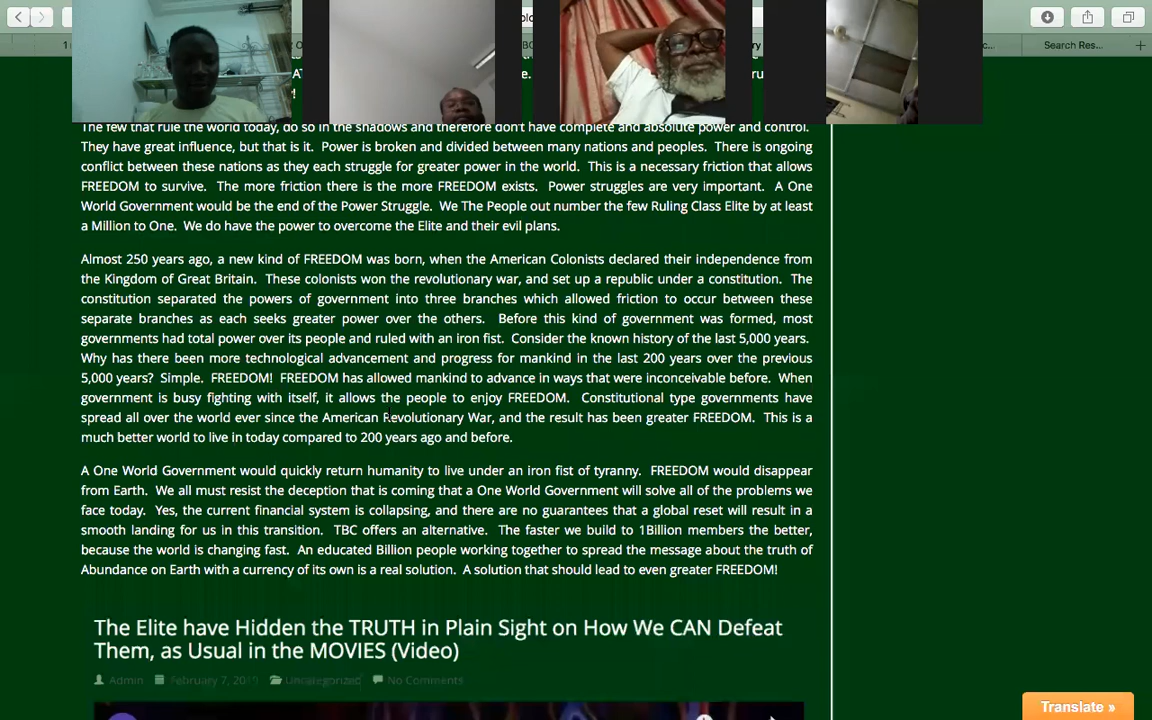 Search Res...
The few that rule the world today, do so in the shadows and therefore don't have complete and absolute power and control.
They have great influence, but that is it. Power is broken and divided between many nations and peoples. There is ongoing
conflict between these nations as they each struggle for greater power in the world. This is a necessary friction that allows
FREEDOM to survive. The more friction there is the more FREEDOM exists. Power struggles are very important. A One
World Government would be the end of the Power Struggle. We The People out number the few Ruling Class Elite by at least
a Million to One. We do have the power to overcome the Elite and their evil plans.
Almost 250 years ago, a new kind of FREEDOM was born, when the American Colonists declared their independence from
the Kingdom of Great Britain. These colonists won the revolutionary war, and set up a republic under a constitution. The
constitution separated the powers of government into three branches which allowed friction to occur between these
separate branches as each seeks greater power over the others. Before this kind of government was formed, most
governments had total power over its people and ruled with an iron fist. Consider the known history of the last 5,000 years.
Why has there been more technological advancement and progress for mankind in the last 200 years over the previous
5,000 years? Simple. FREEDOM! FREEDOM has allowed mankind to advance in ways that were inconceivable before. When
government is busy fighting with itself, it allows the people to enjoy FREEDOM. Constitutional type governments have
spread all over the world ever since the American Revolutionary War, and the result has been greater FREEDOM. This is a
much better world to live in today compared to 200 years ago and before.
A One World Government would quickly return humanity to live under an iron fist of tyranny. FREEDOM would disappear
from Earth. We all must resist the deception that is coming that a One World Government will solve all of the problems we
face today. Yes, the current financial system is collapsing, and there are no guarantees that a global reset will result in a
smooth landing for us in this transition. TBC offers an alternative. The faster we build to 1Billion members the better,
because the world is changing fast. An educated Billion people working together to spread the message about the truth of
Abundance on Earth with a currency of its own is a real solution. A solution that should lead to even greater FREEDOM!
The Elite have Hidden the TRUTH in Plain Sight on How We CAN Defeat
Them, as Usual in the MOVIES (Video)
Admin February 7, Uncategorized No Comments
Translate »